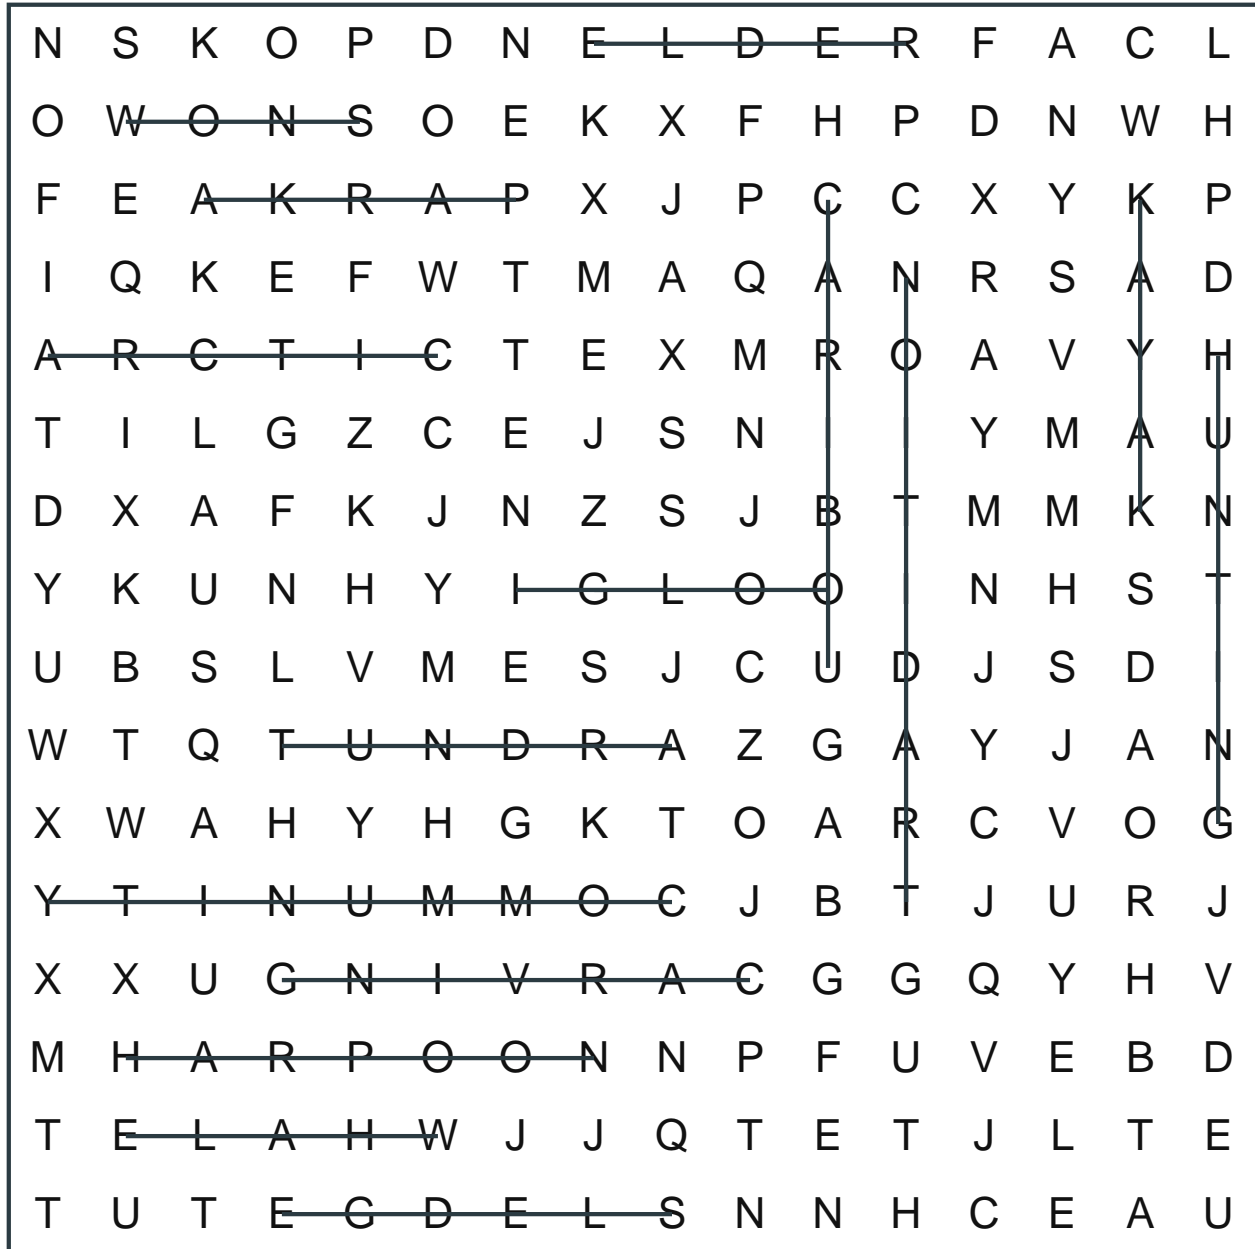 N S K O P D N E L D E R F A C L
O W O N S O E K X F H P D N W H
F E A K R A P X J P C C X Y K P
I Q K E F W T M A Q A N R S A D
A R C T I C T E X M R O A V Y H
T I L G Z C E J S N I I Y M A U
D X A F K J N Z S J B T M M K N
Y K U N H Y I G L O O I N H S T
U B S L V M E S J C U D J S D I
W T Q T U N D R A Z G A Y J A N
X W A H Y H G K T O A R C V O G
Y T I N U M M O C J B T J U R J
X X U G N I V R A C G G Q Y H V
M H A R P O O N N P F U V E B D
T E L A H W J J Q T E T J L T E
T U T E G D E L S N N H C E A U